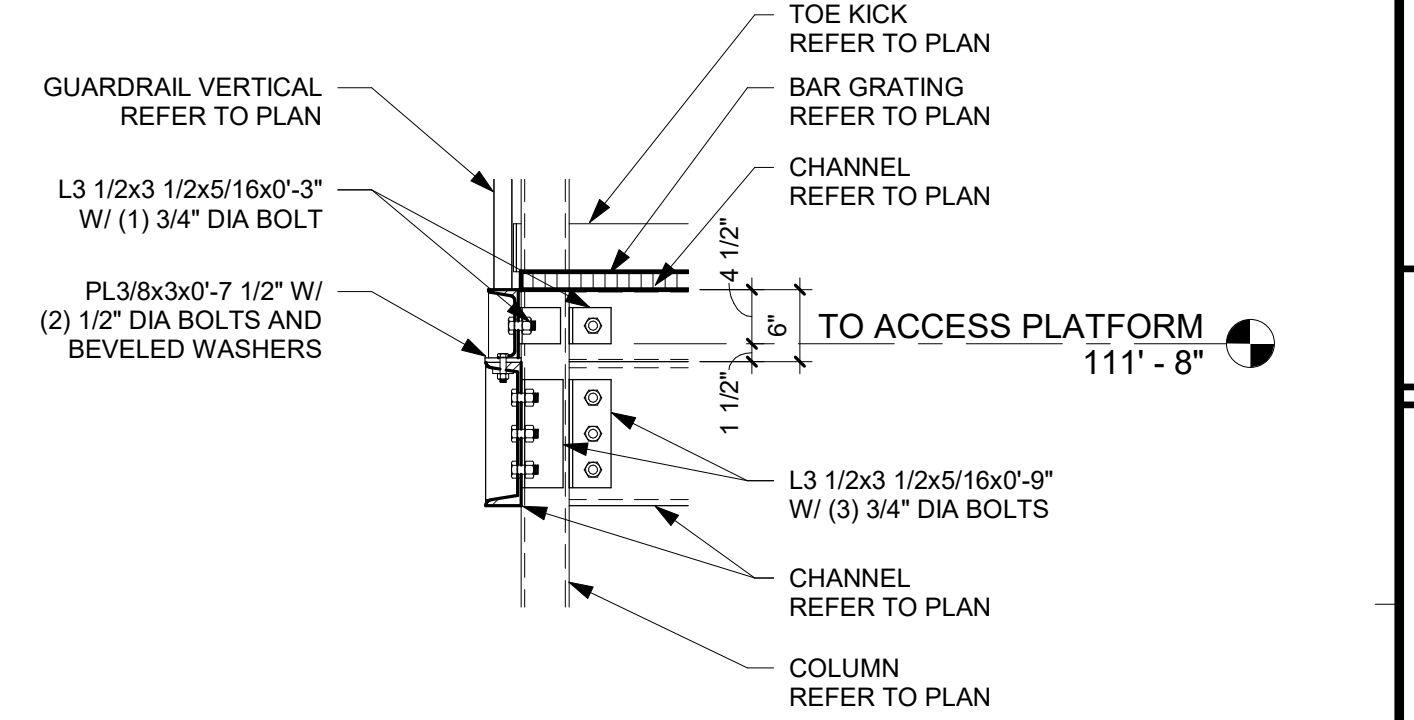 TOE KICK
REFER TO PLAN
GUARDRAIL VERTICAL
REFER TO PLAN
BAR GRATING
REFER TO PLAN
CHANNEL
REFER TO PLAN
L3 1/2x3 1/2x5/16x0'-3"
W/ (1) 3/4" DIA BOLT
PL3/8x3x0'-7 1/2" W/
(2) 1/2" DIA BOLTS AND
BEVELED WASHERS
4 1/2"
6"
1 1/2"
TO ACCESS PLATFORM
111' - 8"
L3 1/2x3 1/2x5/16x0'-9"
W/ (3) 3/4" DIA BOLTS
CHANNEL
REFER TO PLAN
COLUMN
REFER TO PLAN